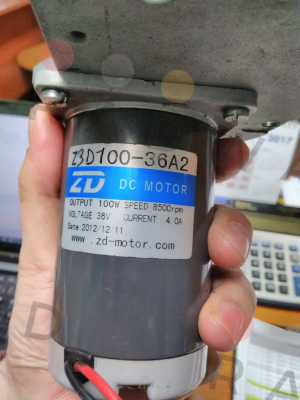 Z3D100-36A2
ZD DC MOTOR
OUTPUT 100W SPEED 8500rpm
VOLTAGE 36V CURRENT 4.0A
Date 2012.12.11
www.zd-motor.com